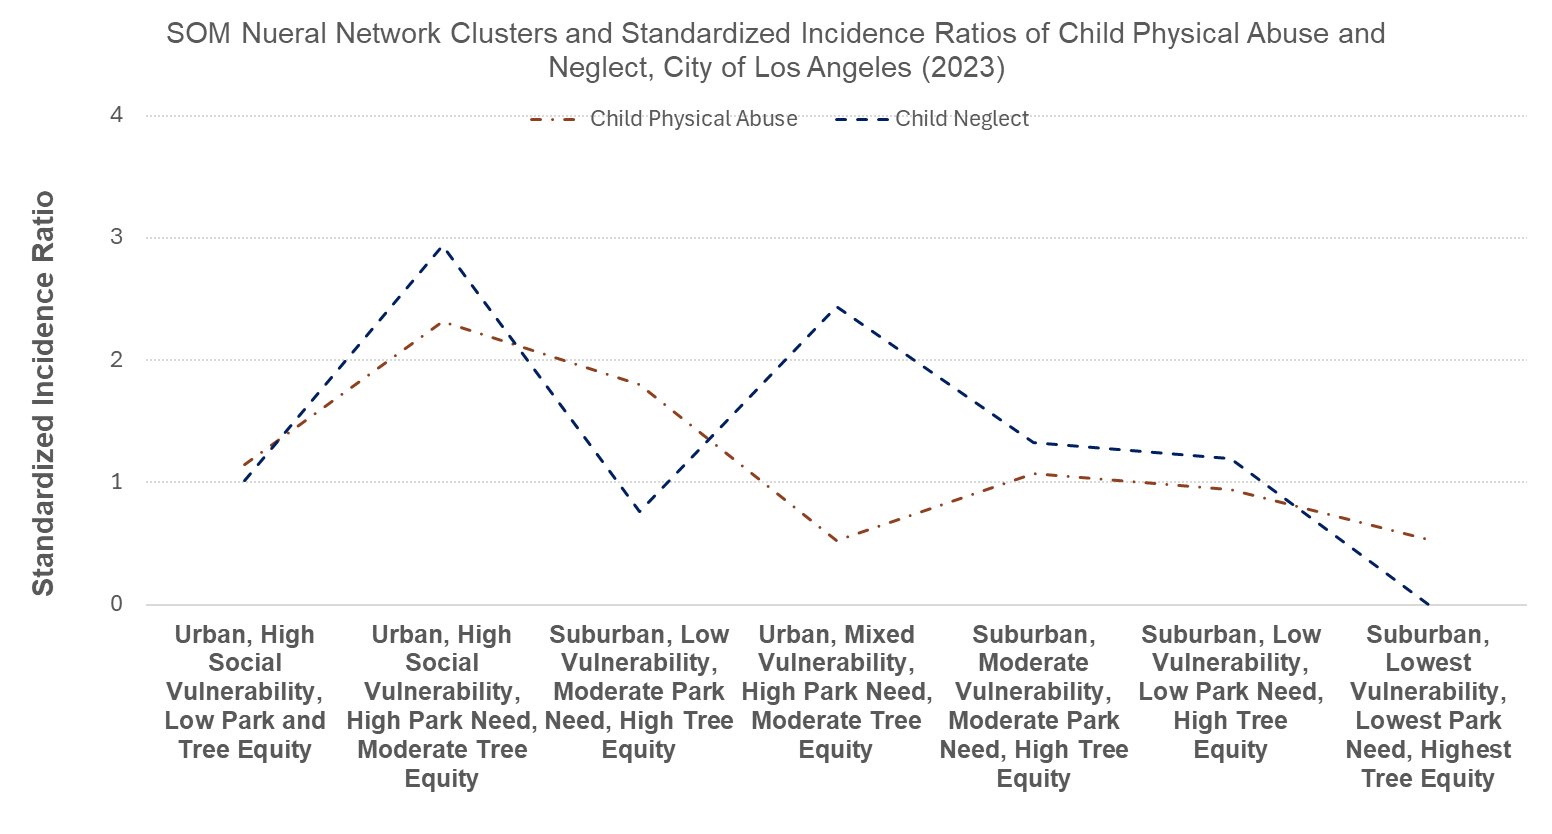 SOM Nueral Network Clusters and Standardized Incidence Ratios of Child Physical Abuse and
Neglect, City of Los Angeles (2023)
Child Physical Abuse
Child Neglect
Standardized Incidence Ratio
4
3
2
1
0
Urban, High
Social
Vulnerability,
Low Park and
Tree Equity
Urban, High
Social
Vulnerability,
High Park Need,
Moderate Tree
Equity
Suburban, Low
Vulnerability,
Moderate Park
Need, High Tree
Equity
Urban, Mixed
Vulnerability,
High Park Need,
Moderate Tree
Equity
Suburban,
Moderate
Vulnerability,
Moderate Park
Need, High Tree
Equity
Suburban, Low
Vulnerability,
Low Park Need,
High Tree
Equity
Suburban,
Lowest
Vulnerability,
Lowest Park
Need, Highest
Tree Equity